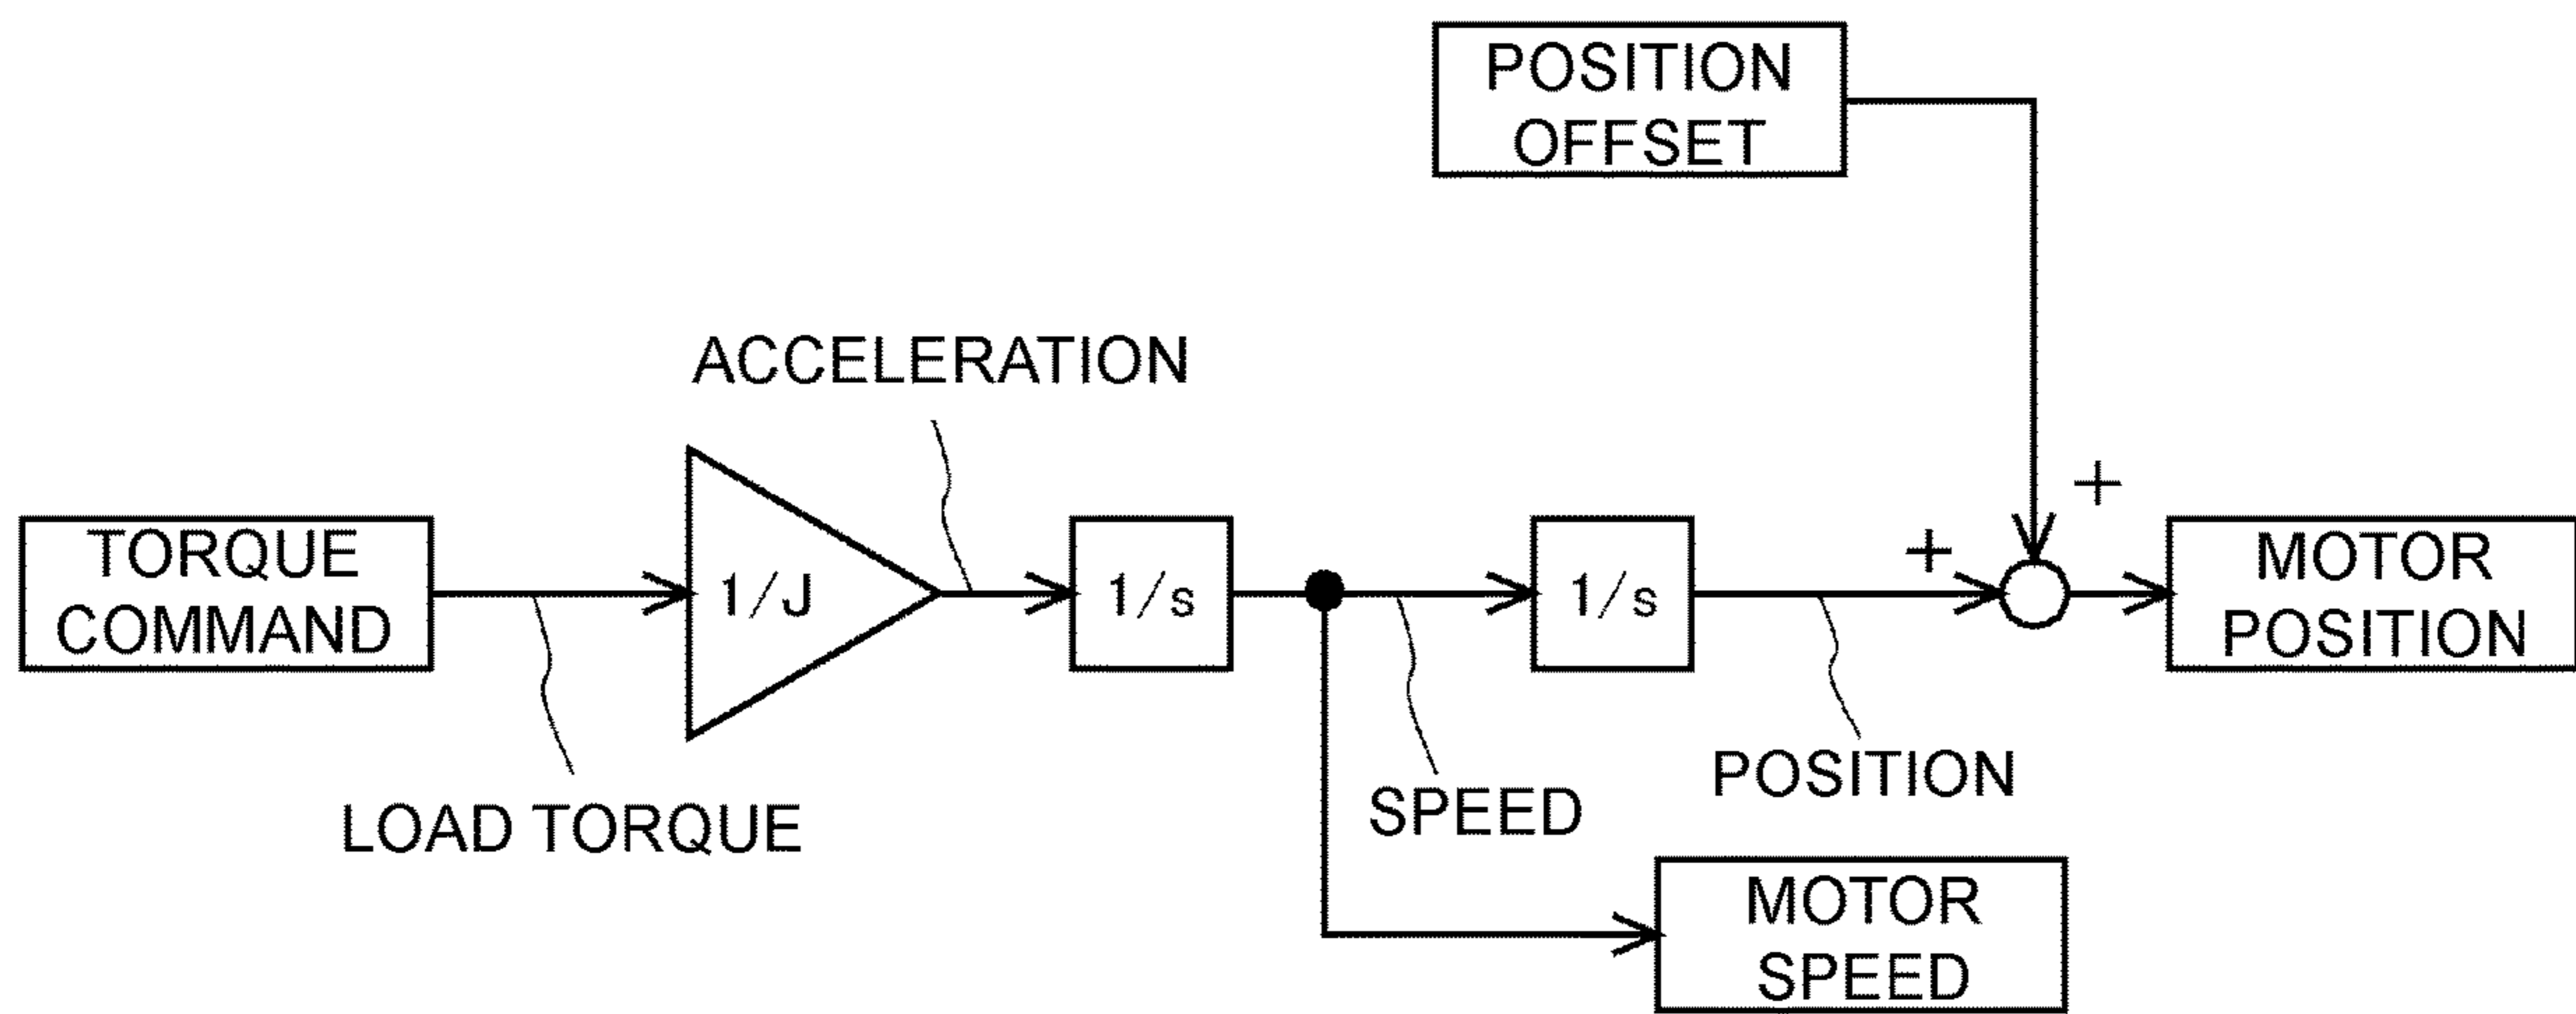 POSITION
OFFSET
ACCELERATION
+
TORQUE
COMMAND
1/J
1/s
1/s
+
MOTOR
POSITION
LOAD TORQUE
SPEED
POSITION
MOTOR
SPEED